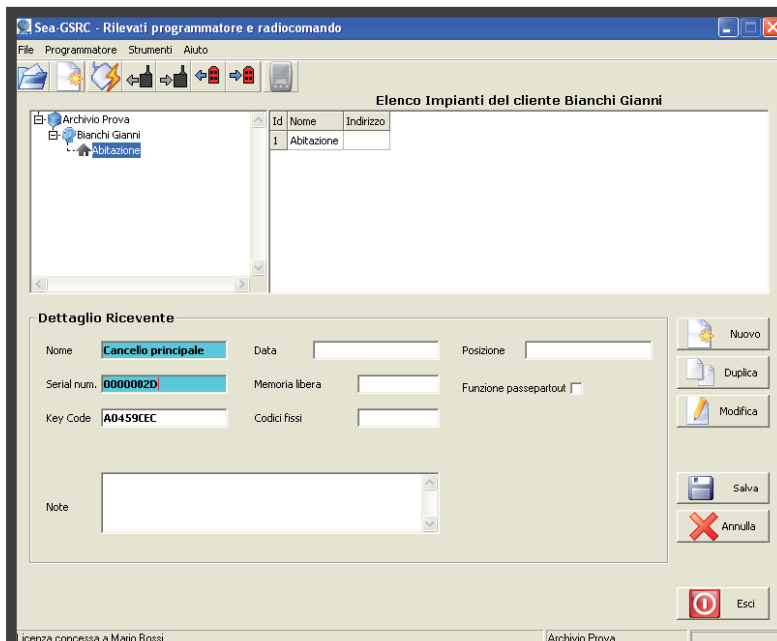 Sea-GSRC - Rilevati programmatore e radiocomando
File Programmatore Strumenti Aiuto
Elenco Impianti del cliente Bianchi Gianni
Archivio Prova
Bianchi Gianni
Abitazione
Id Nome Indirizzo
1 Abitazione
Dettaglio Ricevente
Nome Cancello principale Data Posizione
Serial num. 0000002D Memoria libera Funzione passepartout
Key Code A0459CEC Codici fissi
Note
Nuovo
Duplica
Modifica
Salva
Annulla
Esci
Licenza concessa a Mario Rossi Archivio Prova